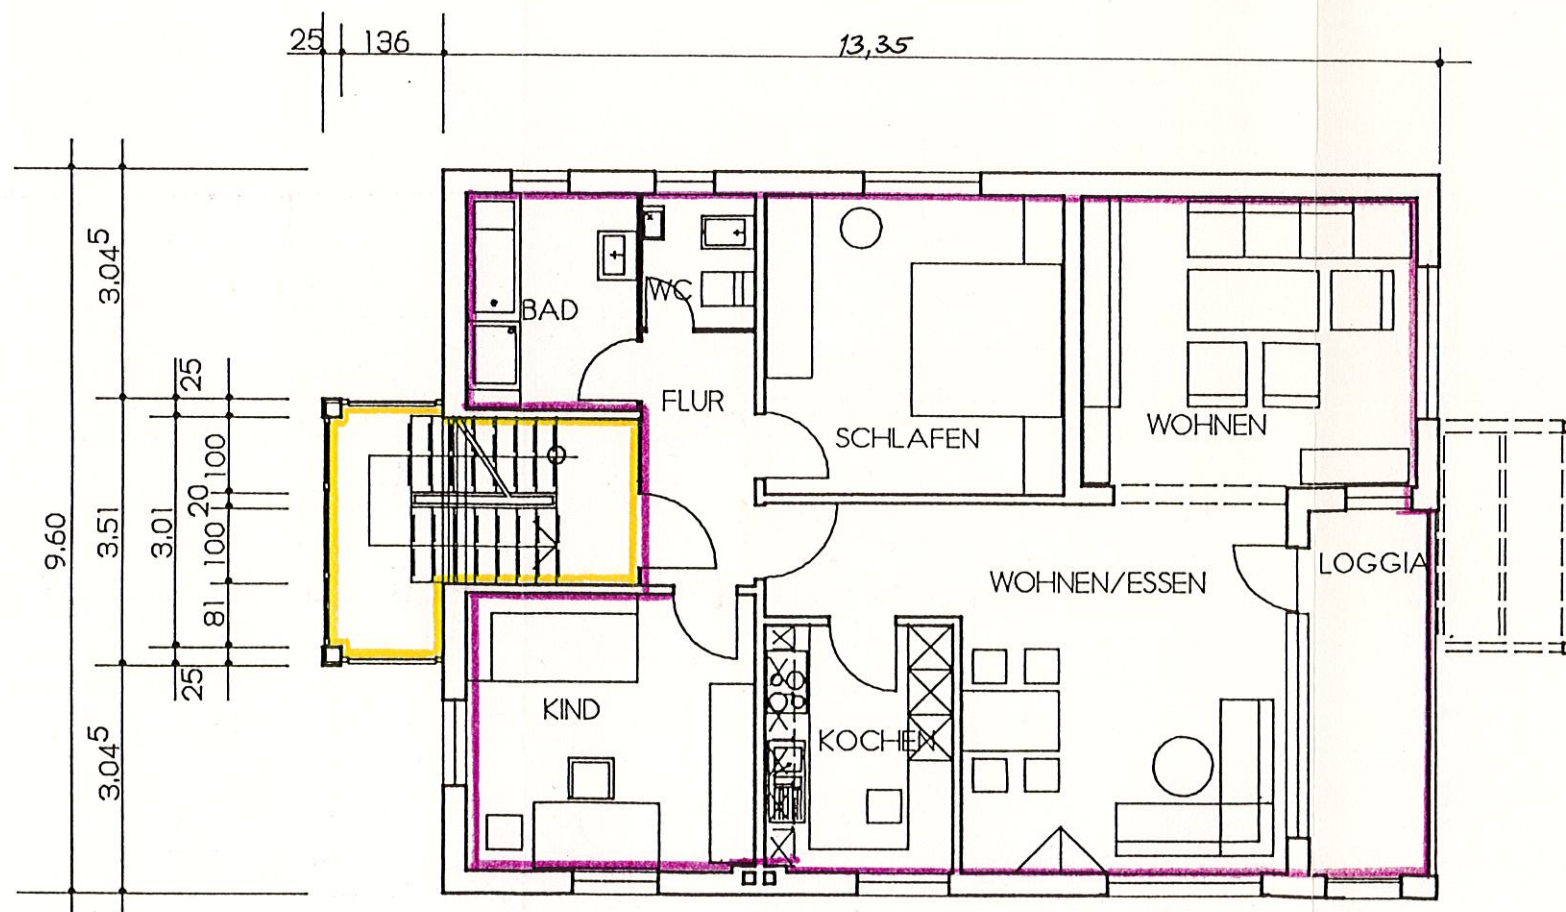 25 136 13,35
3,04⁵
25
BAD
WC
FLUR
SCHLAFEN
WOHNEN
9,60
3,51
3,01
100
20
100
81
WOHNEN/ESSEN
LOGGIA
25
KIND
KOCHEN
3,04⁵